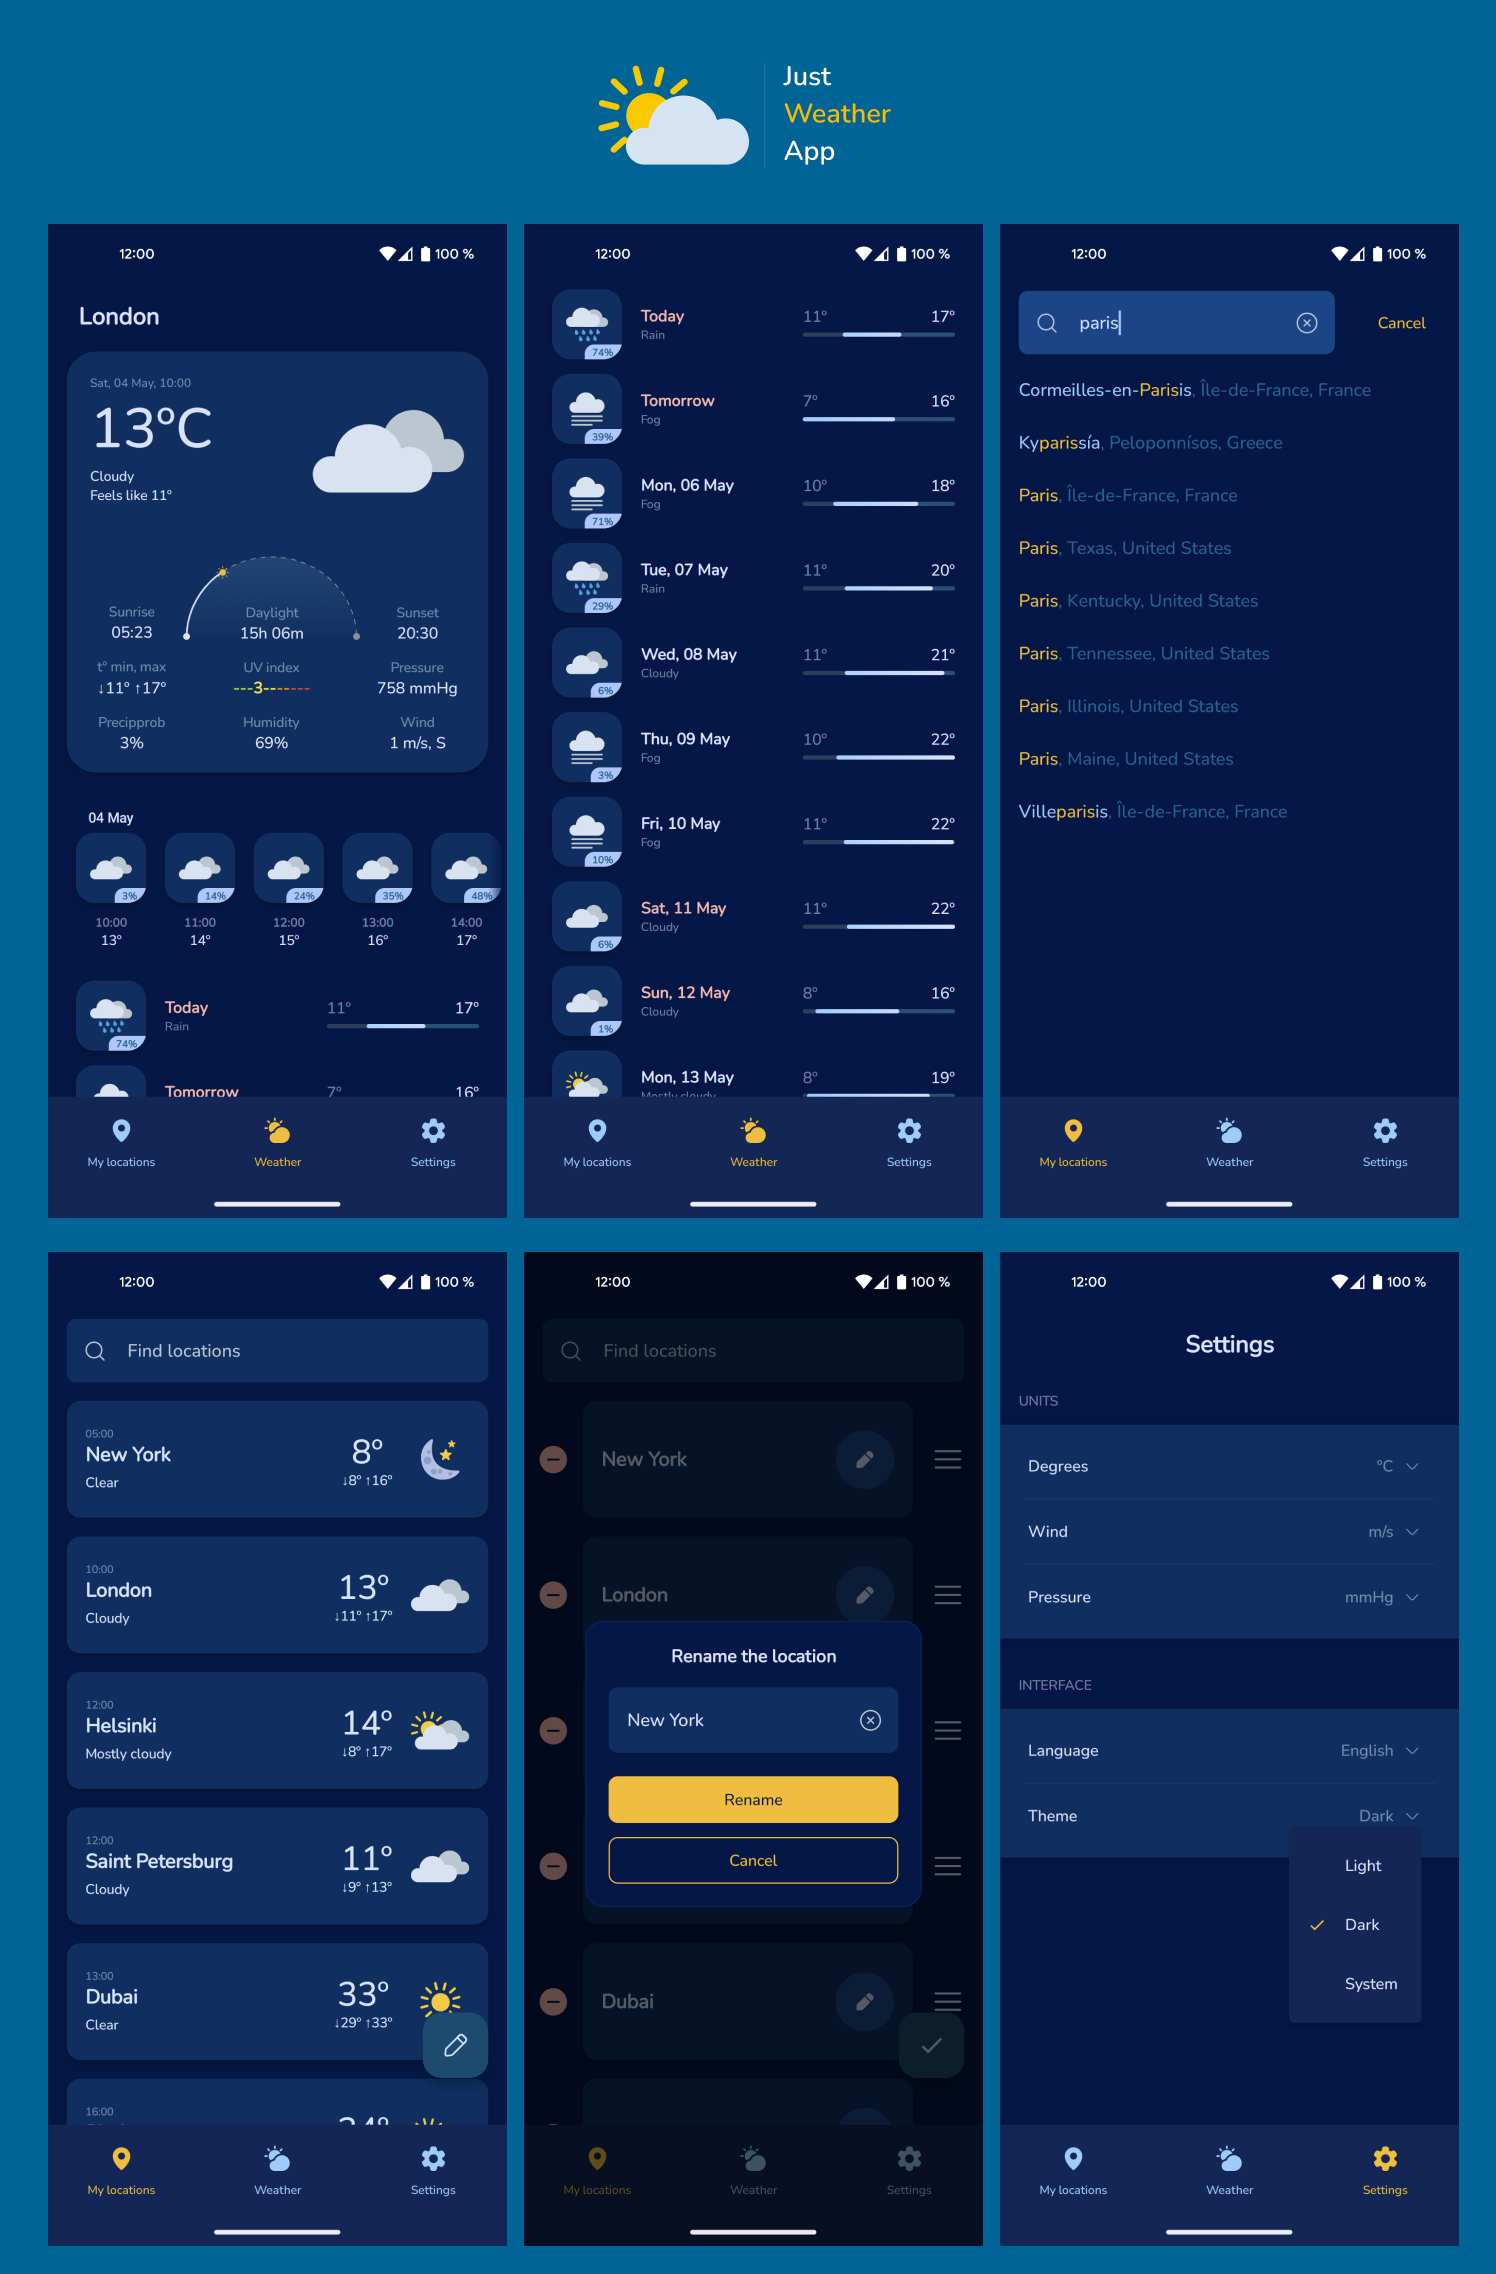 Just
Weather
App
12:00 100 %
London
Sat, 04 May, 10:00
13°C
Cloudy
Feels like 11°
Sunrise Daylight Sunset
05:23 15h 06m 20:30
t° min, max UV index Pressure
↓11° ↑17° ---3------- 758 mmHg
Precipprob Humidity Wind
3% 69% 1 m/s, S
04 May
3% 14% 24% 35% 48%
10:00 11:00 12:00 13:00 14:00
13° 14° 15° 16° 17°
Today 11° 17°
Rain
74%
Tomorrow 7° 16°
My locations Weather Settings
12:00 100 %
Today 11° 17°
Rain
74%
Tomorrow 7° 16°
Fog
39%
Mon, 06 May 10° 18°
Fog
71%
Tue, 07 May 11° 20°
Rain
29%
Wed, 08 May 11° 21°
Cloudy
6%
Thu, 09 May 10° 22°
Fog
3%
Fri, 10 May 11° 22°
Fog
10%
Sat, 11 May 11° 22°
Cloudy
6%
Sun, 12 May 8° 16°
Cloudy
1%
Mon, 13 May 8° 19°
Mostly cloudy
My locations Weather Settings
12:00 100 %
paris Cancel
Cormeilles-en-Parisis, Île-de-France, France
Kyparissía, Peloponnísos, Greece
Paris, Île-de-France, France
Paris, Texas, United States
Paris, Kentucky, United States
Paris, Tennessee, United States
Paris, Illinois, United States
Paris, Maine, United States
Villeparisis, Île-de-France, France
My locations Weather Settings
12:00 100 %
Find locations
05:00
New York 8°
Clear ↓8° ↑16°
10:00
London 13°
Cloudy ↓11° ↑17°
12:00
Helsinki 14°
Mostly cloudy ↓8° ↑17°
12:00
Saint Petersburg 11°
Cloudy ↓9° ↑13°
13:00
Dubai 33°
Clear ↓29° ↑33°
16:00
My locations Weather Settings
12:00 100 %
Find locations
New York
London
Rename the location
New York
Rename
Cancel
Dubai
My locations Weather Settings
12:00 100 %
Settings
UNITS
Degrees °C
Wind m/s
Pressure mmHg
INTERFACE
Language English
Theme Dark
Light
Dark
System
My locations Weather Settings